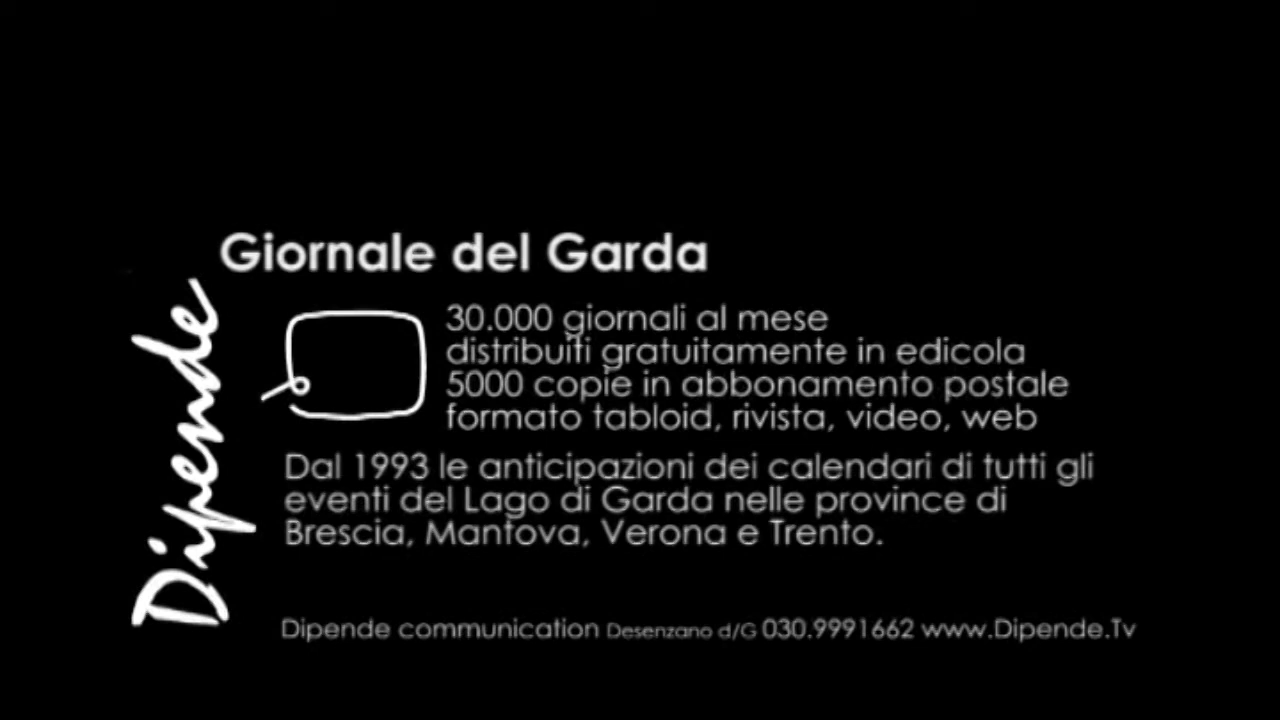 Giornale del Garda
Dipende
30.000 giornali al mese
distribuiti gratuitamente in edicola
5000 copie in abbonamento postale
formato tabloid, rivista, video, web
Dal 1993 le anticipazioni dei calendari di tutti gli
eventi del Lago di Garda nelle province di
Brescia, Mantova, Verona e Trento.
Dipende communication Desenzano d/G 030.9991662 www.Dipende.Tv